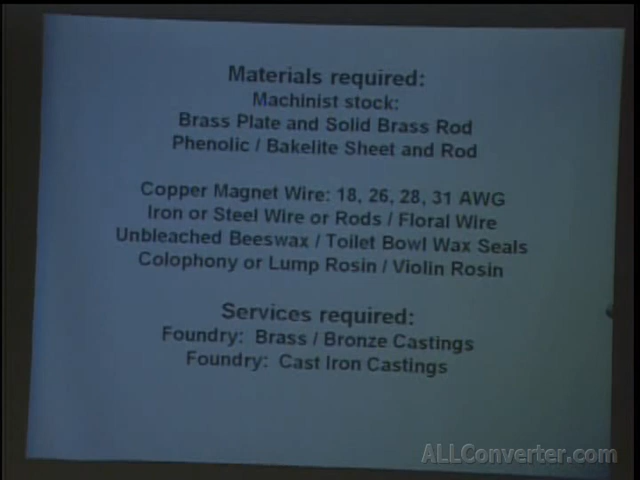 Materials required:
Machinist stock:
Brass Plate and Solid Brass Rod
Phenolic / Bakelite Sheet and Rod
Copper Magnet Wire: 18, 26, 28, 31 AWG
Iron or Steel Wire or Rods / Floral Wire
Unbleached Beeswax / Toilet Bowl Wax Seals
Colophony or Lump Rosin / Violin Rosin
Services required:
Foundry: Brass / Bronze Castings
Foundry: Cast Iron Castings
ALLConverter.com